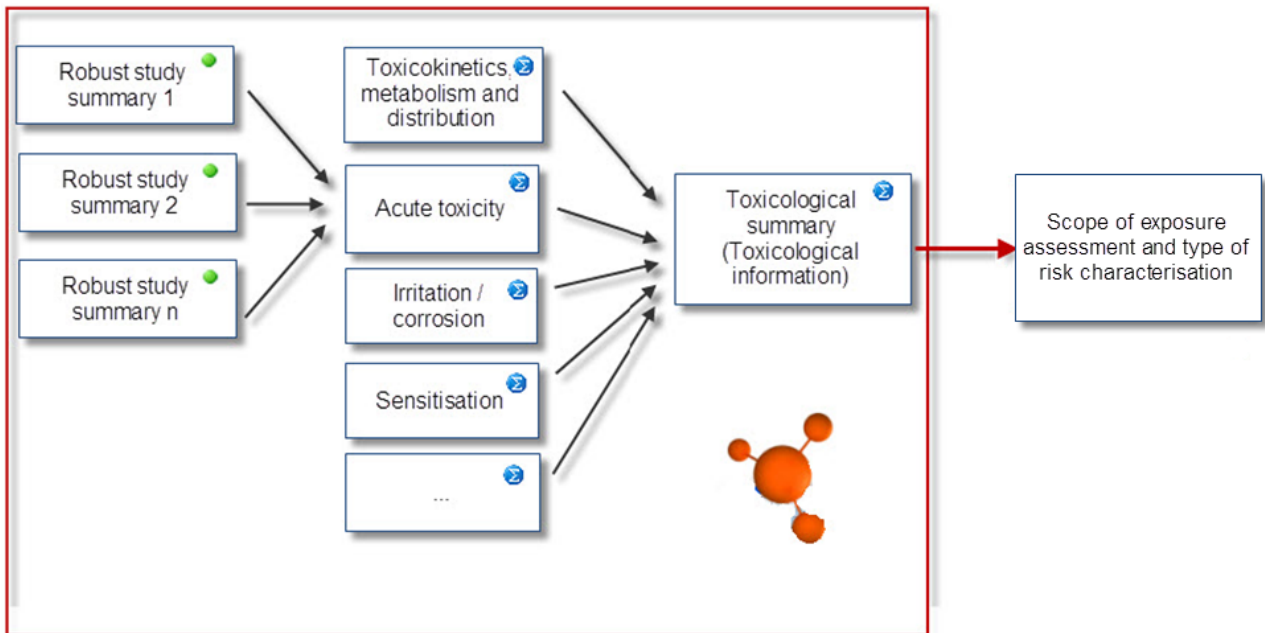 Robust study
summary 1
Robust study
summary 2
Robust study
summary n
Toxicokinetics,
metabolism and
distribution
Σ
Acute toxicity
Σ
Irritation /
corrosion
Σ
Sensitisation
Σ
...
Σ
Toxicological
summary
(Toxicological
information)
Σ
Scope of exposure
assessment and type of
risk characterisation